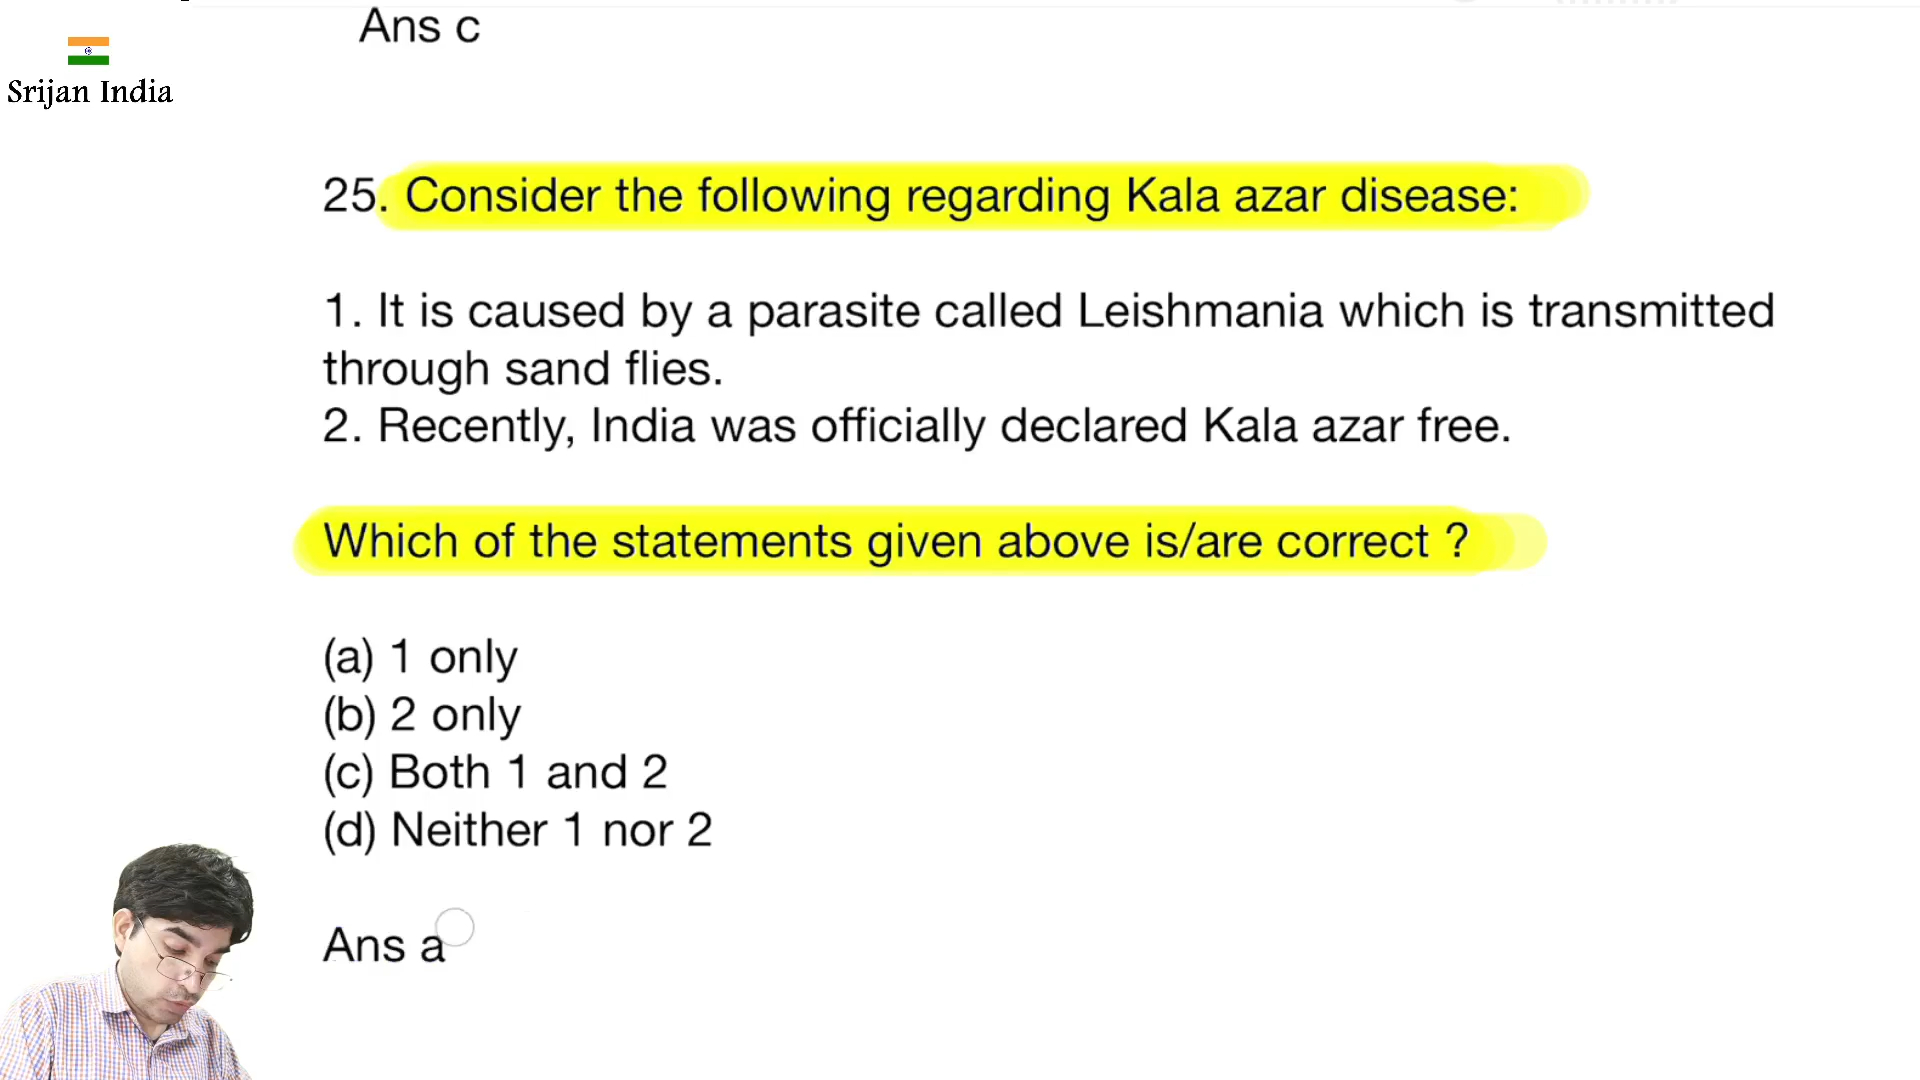 Ans c
Srijan India
25. Consider the following regarding Kala azar disease:
1. It is caused by a parasite called Leishmania which is transmitted
through sand flies.
2. Recently, India was officially declared Kala azar free.
Which of the statements given above is/are correct ?
(a) 1 only
(b) 2 only
(c) Both 1 and 2
(d) Neither 1 nor 2
Ans a